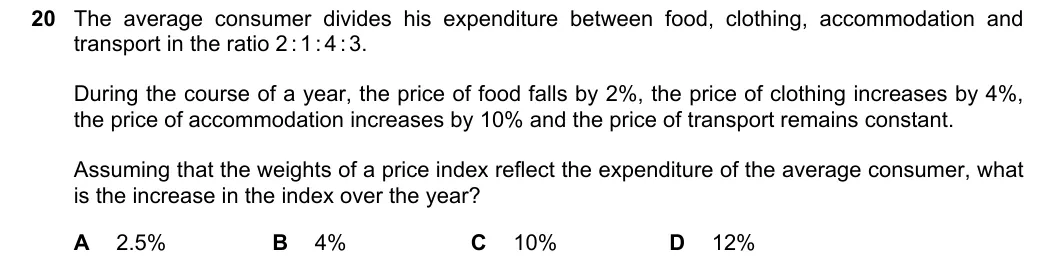 20 The average consumer divides his expenditure between food, clothing, accommodation and
transport in the ratio 2 : 1 : 4 : 3.
During the course of a year, the price of food falls by 2%, the price of clothing increases by 4%,
the price of accommodation increases by 10% and the price of transport remains constant.
Assuming that the weights of a price index reflect the expenditure of the average consumer, what
is the increase in the index over the year?
A 2.5% B 4% C 10% D 12%